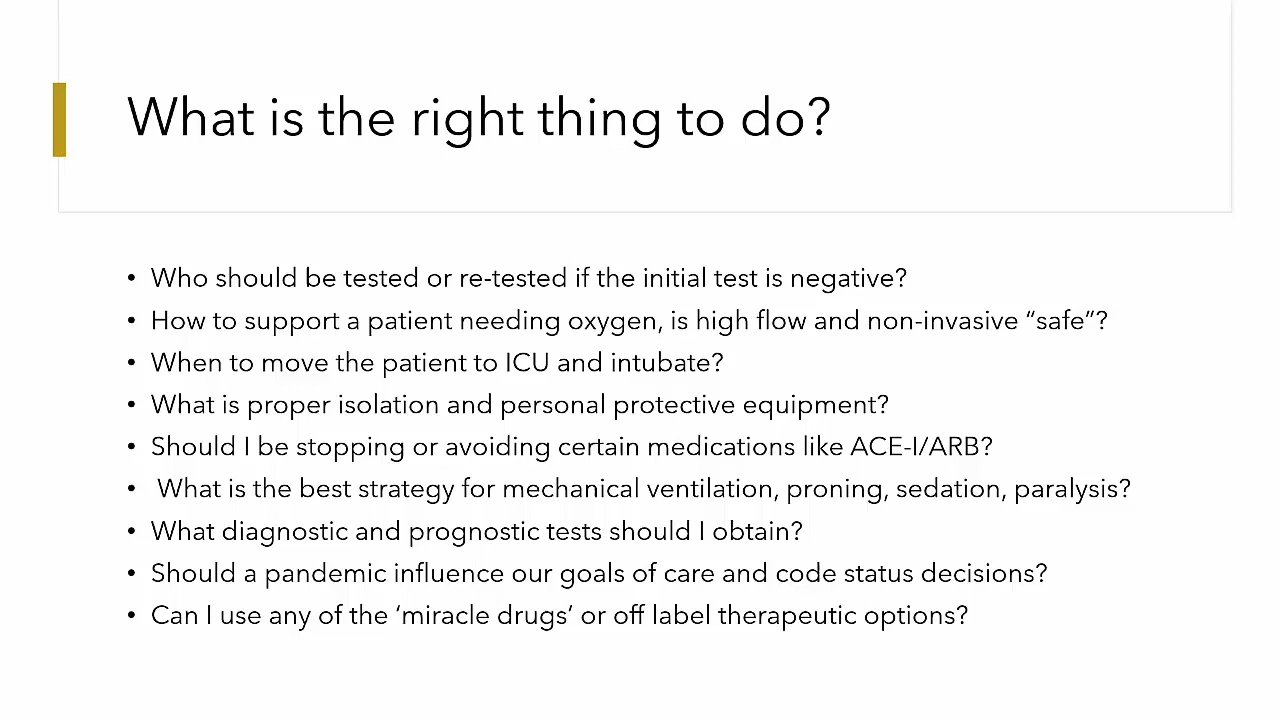 What is the right thing to do?
• Who should be tested or re-tested if the initial test is negative?
• How to support a patient needing oxygen, is high flow and non-invasive “safe”?
• When to move the patient to ICU and intubate?
• What is proper isolation and personal protective equipment?
• Should I be stopping or avoiding certain medications like ACE-I/ARB?
• What is the best strategy for mechanical ventilation, proning, sedation, paralysis?
• What diagnostic and prognostic tests should I obtain?
• Should a pandemic influence our goals of care and code status decisions?
• Can I use any of the ‘miracle drugs’ or off label therapeutic options?